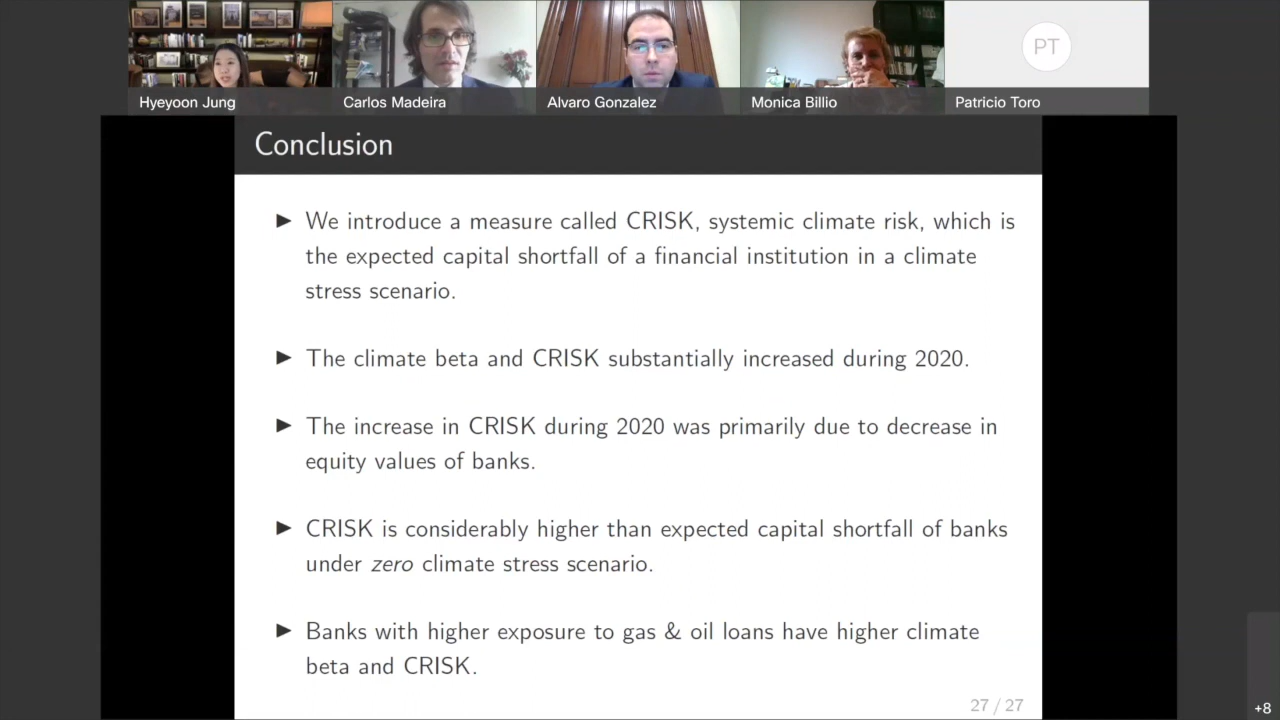 PT
Hyeyoon Jung
Carlos Madeira
Alvaro Gonzalez
Monica Billio
Patricio Toro
Conclusion
► We introduce a measure called CRISK, systemic climate risk, which is
the expected capital shortfall of a financial institution in a climate
stress scenario.
► The climate beta and CRISK substantially increased during 2020.
► The increase in CRISK during 2020 was primarily due to decrease in
equity values of banks.
► CRISK is considerably higher than expected capital shortfall of banks
under zero climate stress scenario.
► Banks with higher exposure to gas & oil loans have higher climate
beta and CRISK.
27 / 27
+8